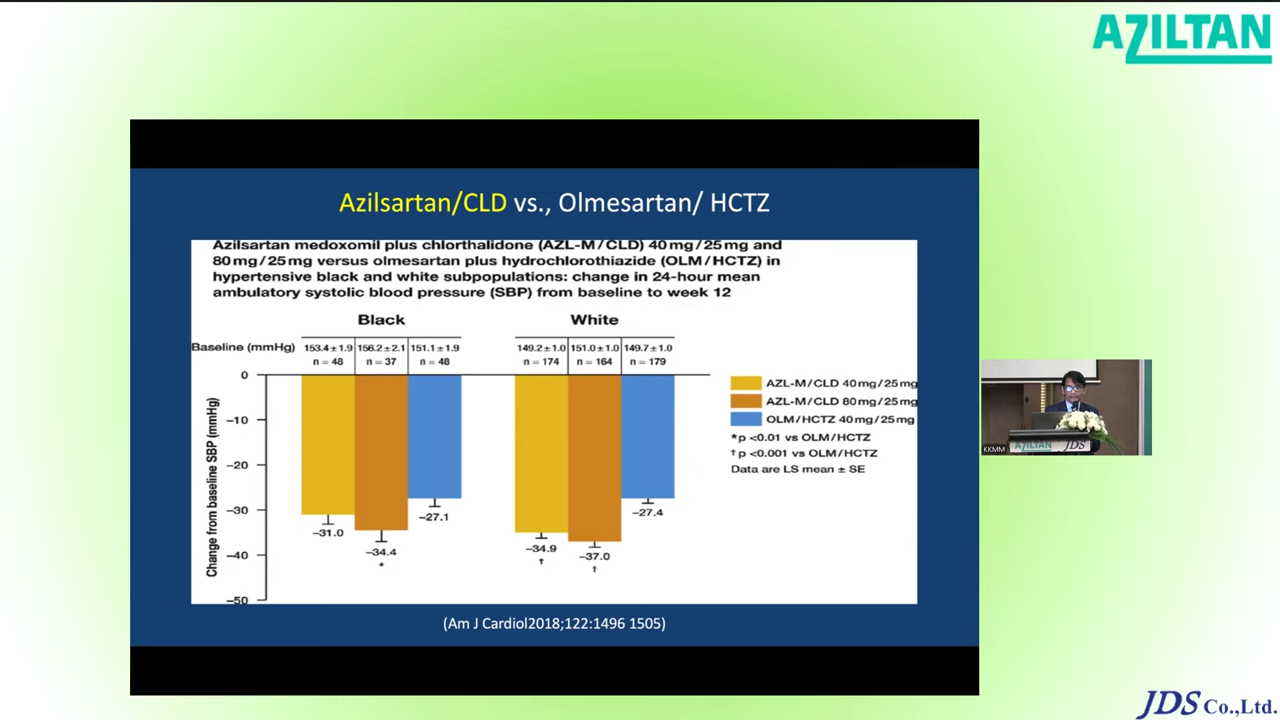 AZILTAN
Azilsartan/CLD vs., Olmesartan/ HCTZ
Azilsartan medoxomil plus chlorthalidone (AZL-M/CLD) 40 mg/25 mg and
80 mg/25 mg versus olmesartan plus hydrochlorothiazide (OLM/HCTZ) in
hypertensive black and white subpopulations: change in 24-hour mean
ambulatory systolic blood pressure (SBP) from baseline to week 12
Black
White
Baseline (mmHg)
153.4±1.9 156.2±2.1 151.1±1.9
n = 48 n = 37 n = 48
149.2±1.0 151.0±1.0 149.7±1.0
n = 174 n = 164 n = 179
Change from baseline SBP (mmHg)
0
–10
–20
–30
–40
–50
–31.0
–34.4
*
–27.1
–34.9
†
–37.0
†
–27.4
AZL-M/CLD 40 mg/25 mg
AZL-M/CLD 80 mg/25 mg
OLM/HCTZ 40 mg/25 mg
*p <0.01 vs OLM/HCTZ
†p <0.001 vs OLM/HCTZ
Data are LS mean ± SE
(Am J Cardiol2018;122:1496 1505)
KKMM
AZILTAN JDS
JDS Co.,Ltd.